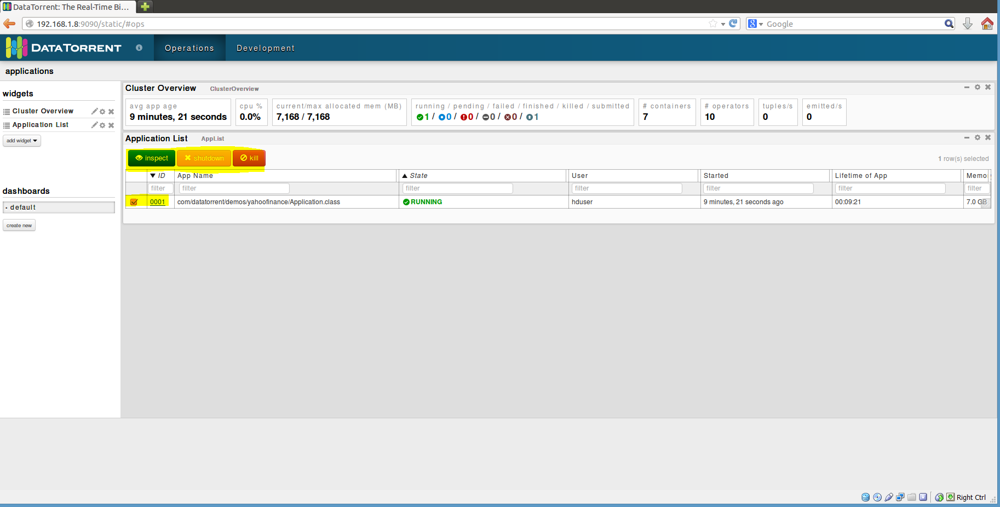 DataTorrent: The Real-Time Bi...
192.168.1.8:9090/static/#ops
8
Google
DATATORRENT
Operations
Development
applications
widgets
Cluster Overview
Application List
add widget
dashboards
• default
create new
Cluster Overview ClusterOverview
avg app age
9 minutes, 21 seconds
cpu %
0.0%
current/max allocated mem (MB)
7,168 / 7,168
running / pending / failed / finished / killed / submitted
1 / 0 / 0 / 0 / 0 / 1
# containers
7
# operators
10
tuples/s
0
emitted/s
0
Application List AppList
inspect shutdown kill
1 row(s) selected
ID App Name State User Started Lifetime of App Memo
filter filter filter filter filter filter filter
0001 com/datatorrent/demos/yahoofinance/Application.class RUNNING hduser 9 minutes, 21 seconds ago 00:09:21 7.0 GB
Right Ctrl